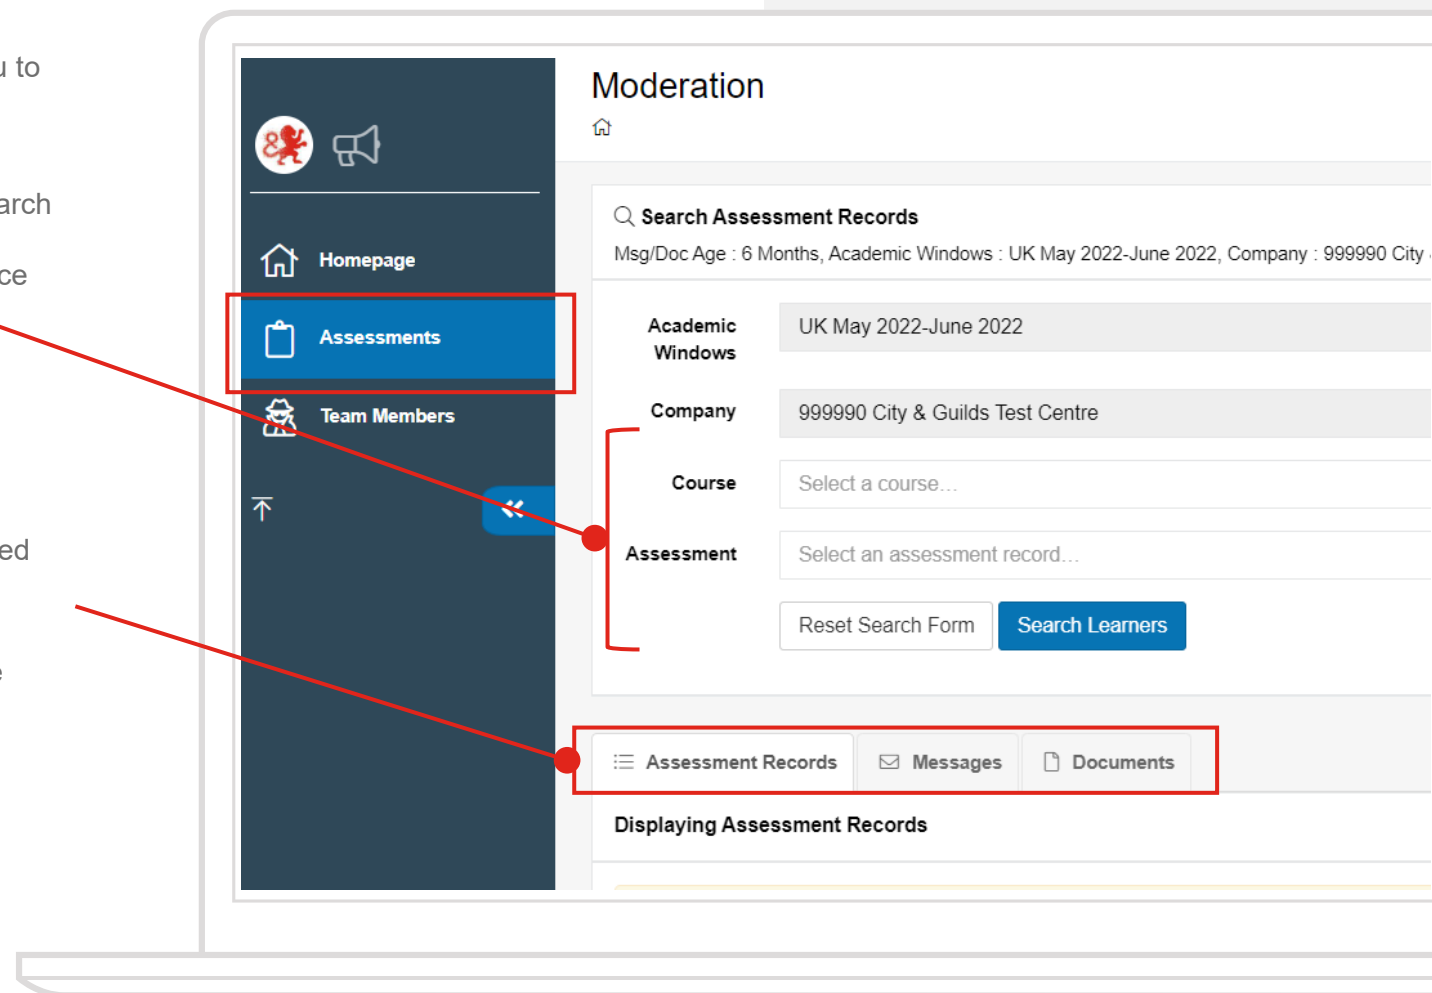 u to
arch
ce
ed
e
Homepage
Assessments
Team Members
Moderation
Search Assessment Records
Msg/Doc Age : 6 Months, Academic Windows : UK May 2022-June 2022, Company : 999990 City
Academic Windows
UK May 2022-June 2022
Company
999990 City & Guilds Test Centre
Course
Select a course...
Assessment
Select an assessment record...
Reset Search Form
Search Learners
Assessment Records
Messages
Documents
Displaying Assessment Records